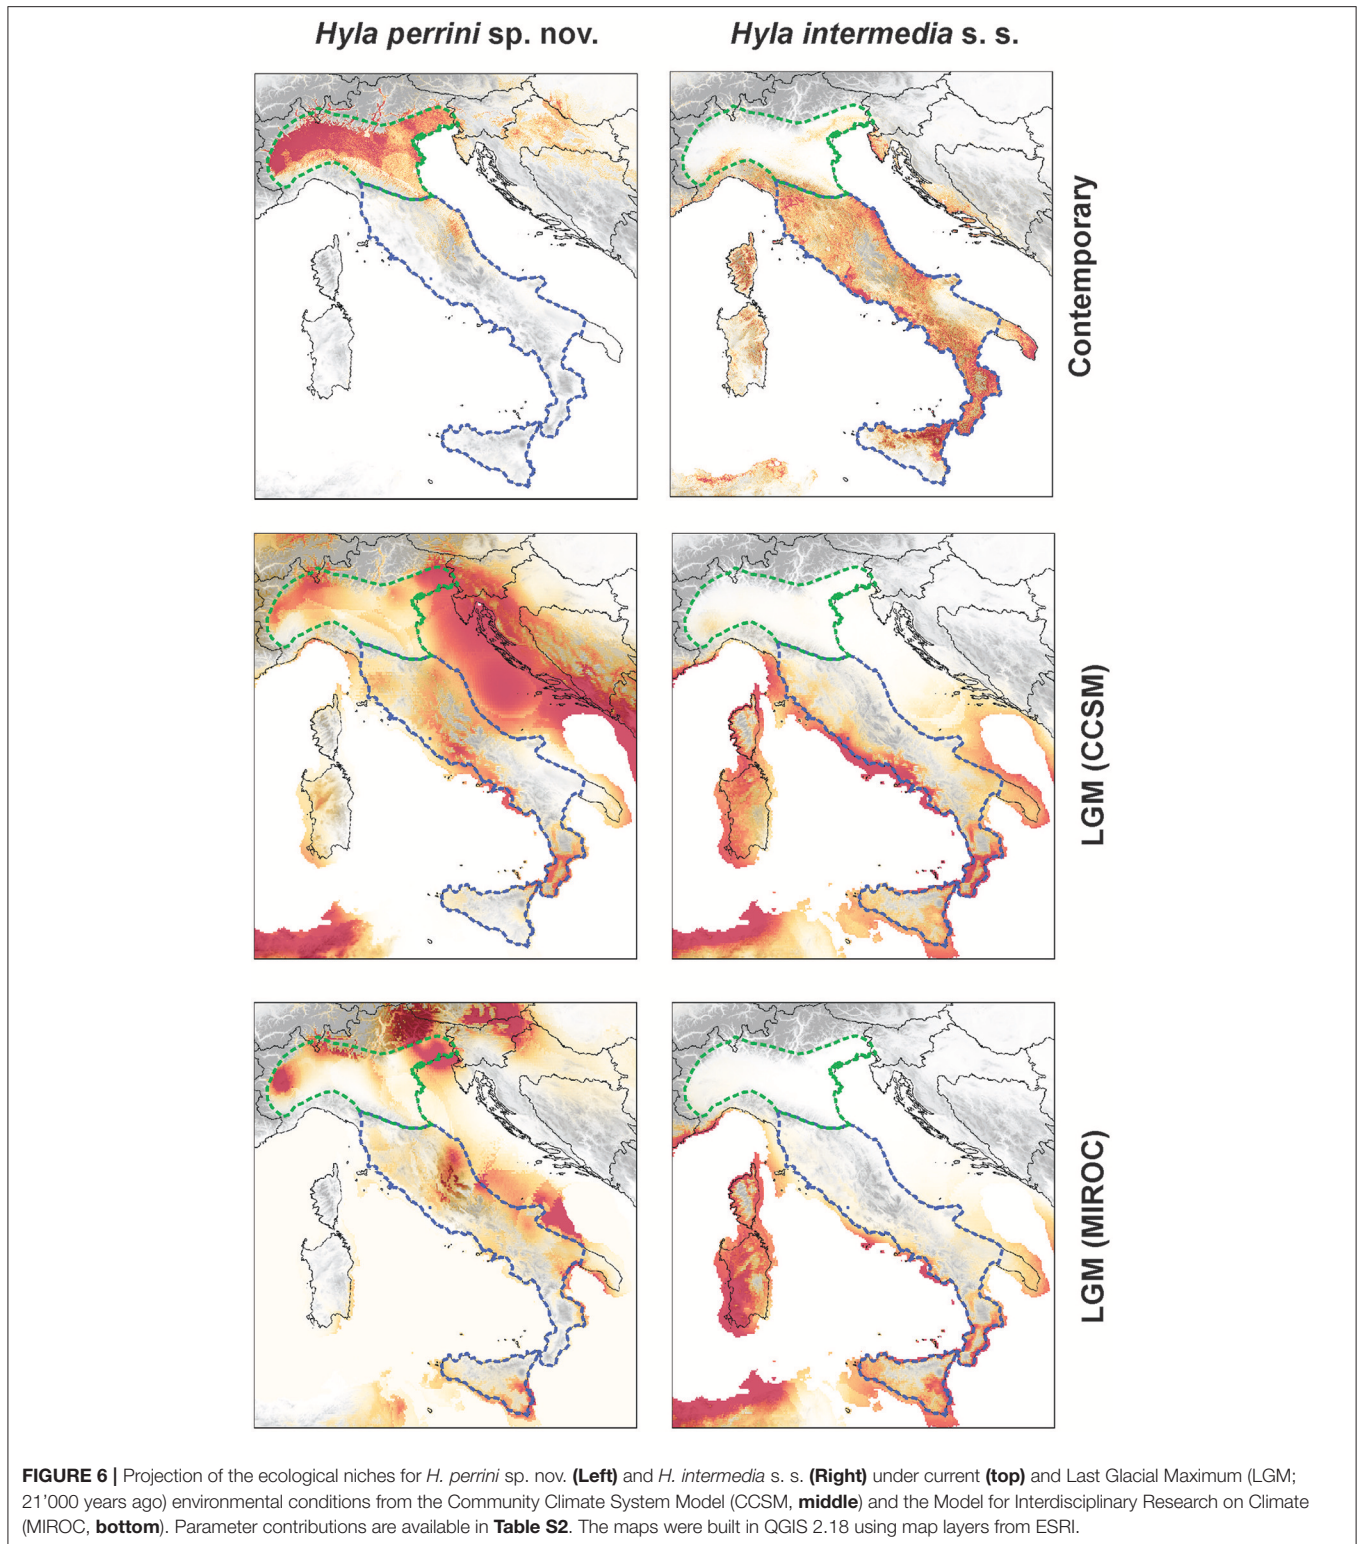 Hyla perrini sp. nov.
Hyla intermedia s. s.
Contemporary
LGM (CCSM)
LGM (MIROC)
FIGURE 6 | Projection of the ecological niches for H. perrini sp. nov. (Left) and H. intermedia s. s. (Right) under current (top) and Last Glacial Maximum (LGM;
21'000 years ago) environmental conditions from the Community Climate System Model (CCSM, middle) and the Model for Interdisciplinary Research on Climate
(MIROC, bottom). Parameter contributions are available in Table S2. The maps were built in QGIS 2.18 using map layers from ESRI.